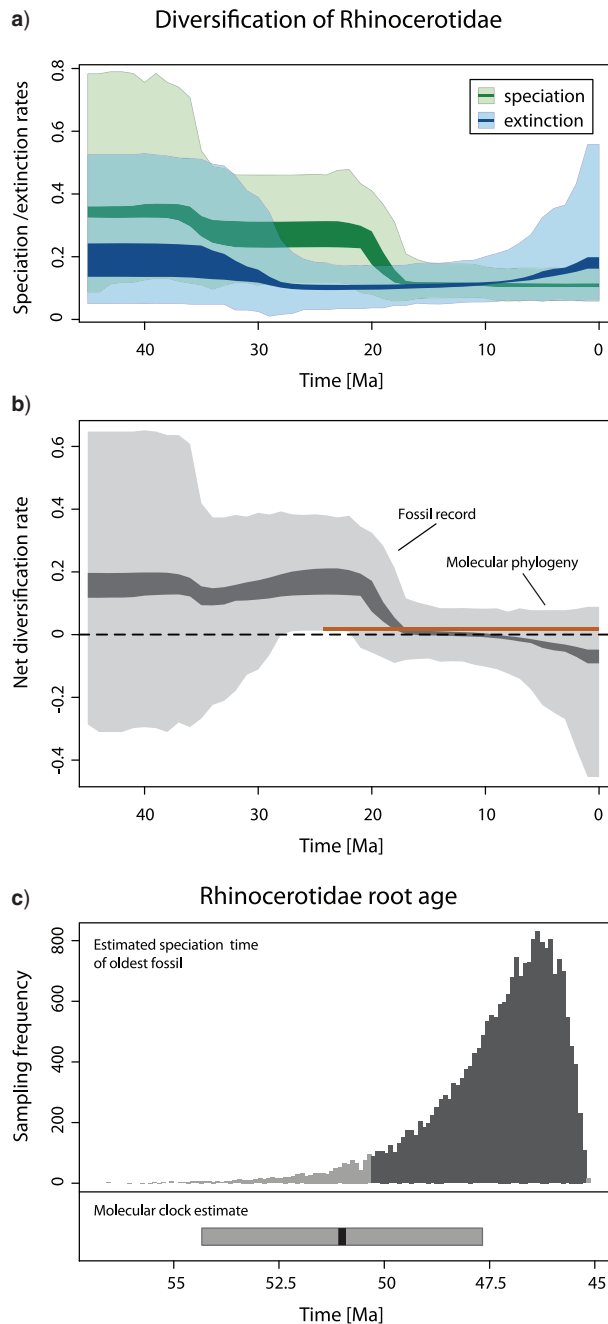 a)
Diversification of Rhinocerotidae
0.8
0.6
0.4
0.2
0
Speciation /extinction rates
speciation
extinction
40 30 20 10 0
Time [Ma]
b)
0.6
0.4
0.2
0
-0.2
-0.4
Net diversification rate
Fossil record
Molecular phylogeny
40 30 20 10 0
Time [Ma]
c)
Rhinocerotidae root age
800
600
400
200
0
Sampling frequency
Estimated speciation time
of oldest fossil
Molecular clock estimate
55 52.5 50 47.5 45
Time [Ma]